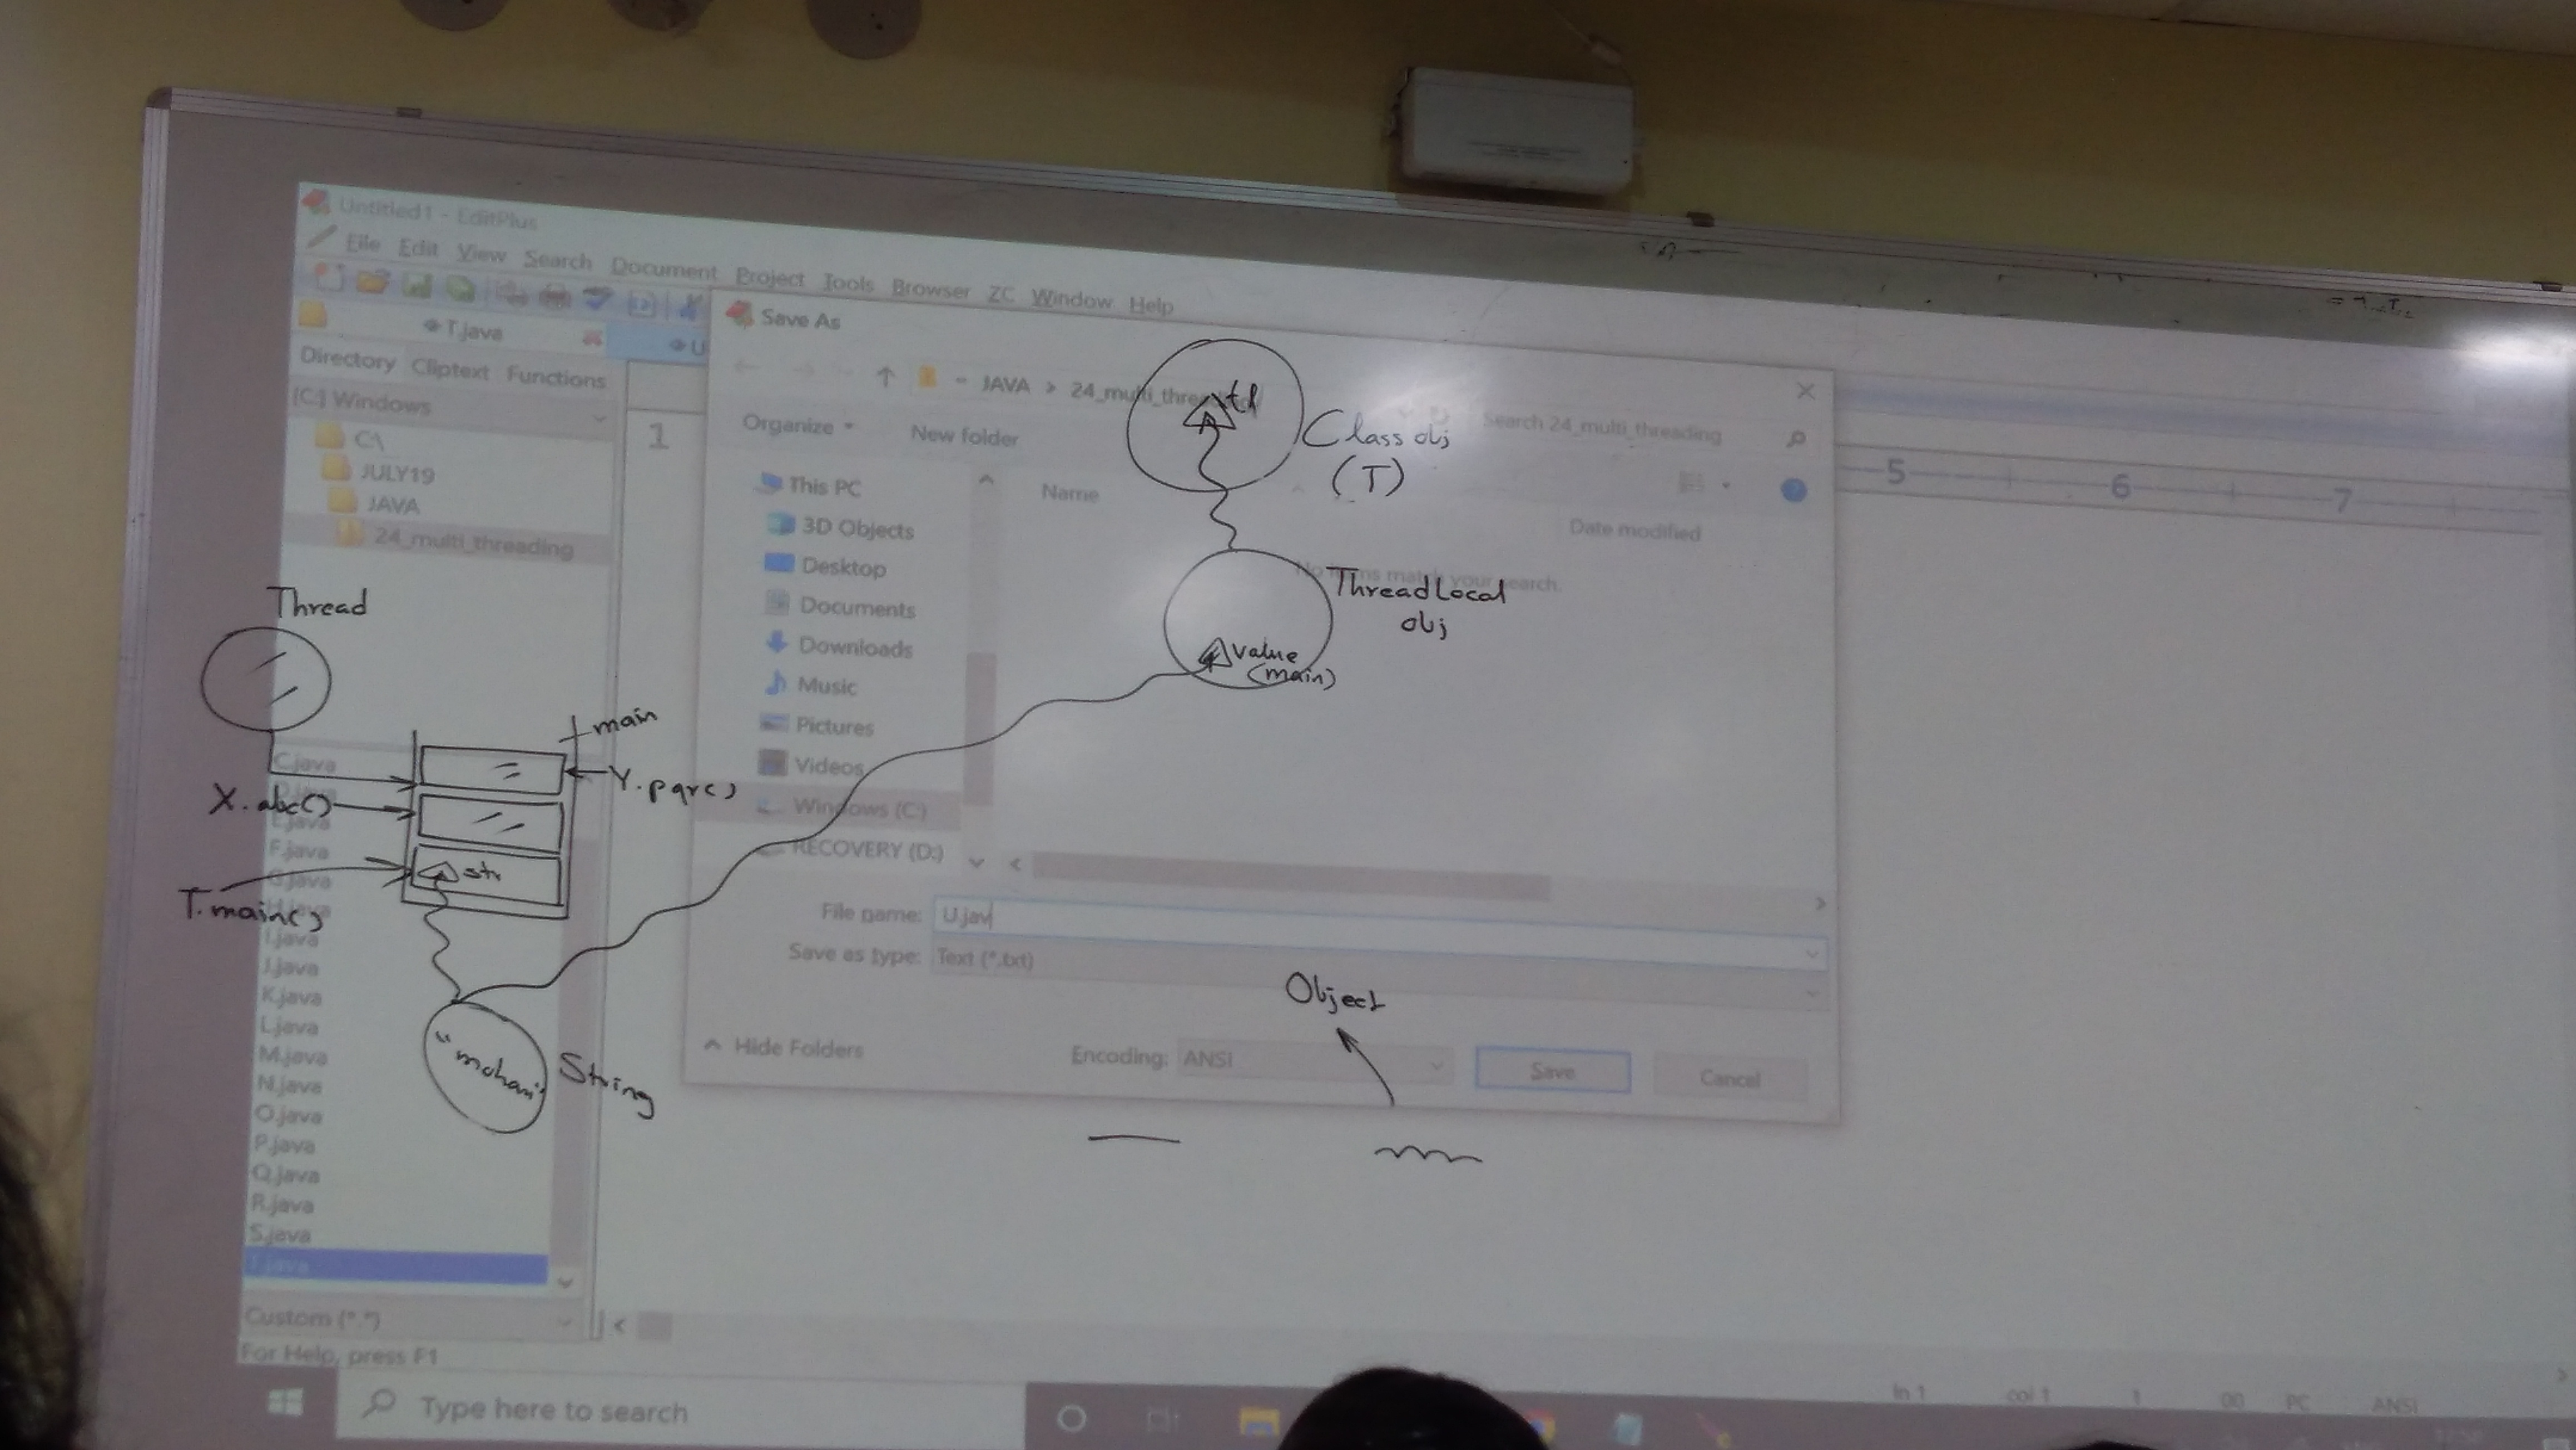 Untitled1 - EditPlus
File Edit View Search Document Project Tools Browser ZC Window Help
T.java
U
Directory Cliptext Functions
[C:] Windows
C:\
JULY19
JAVA
24_multi_threading
C.java
E.java
F.java
G.java
I.java
J.java
K.java
L.java
M.java
N.java
O.java
P.java
Q.java
R.java
S.java
T.java
Custom (*.*)
For Help, press F1
1
5 6 7
Save As
JAVA > 24_multi_thre
Search 24_multi_threading
Organize
New folder
This PC
3D Objects
Desktop
Documents
Downloads
Music
Pictures
Videos
Windows (C:)
RECOVERY (D:)
Name
Date modified
No items match your search.
File name: U.jav
Save as type: Text (*.txt)
Hide Folders
Encoding: ANSI
Save
Cancel
tl
Class obj
(T)
ThreadLocal
obj
value
(main)
Thread
main
Y.pqr()
X.abc()
str
T.main()
"mohan"
String
Object
Type here to search
ln 1 col 1 1 00 PC ANSI